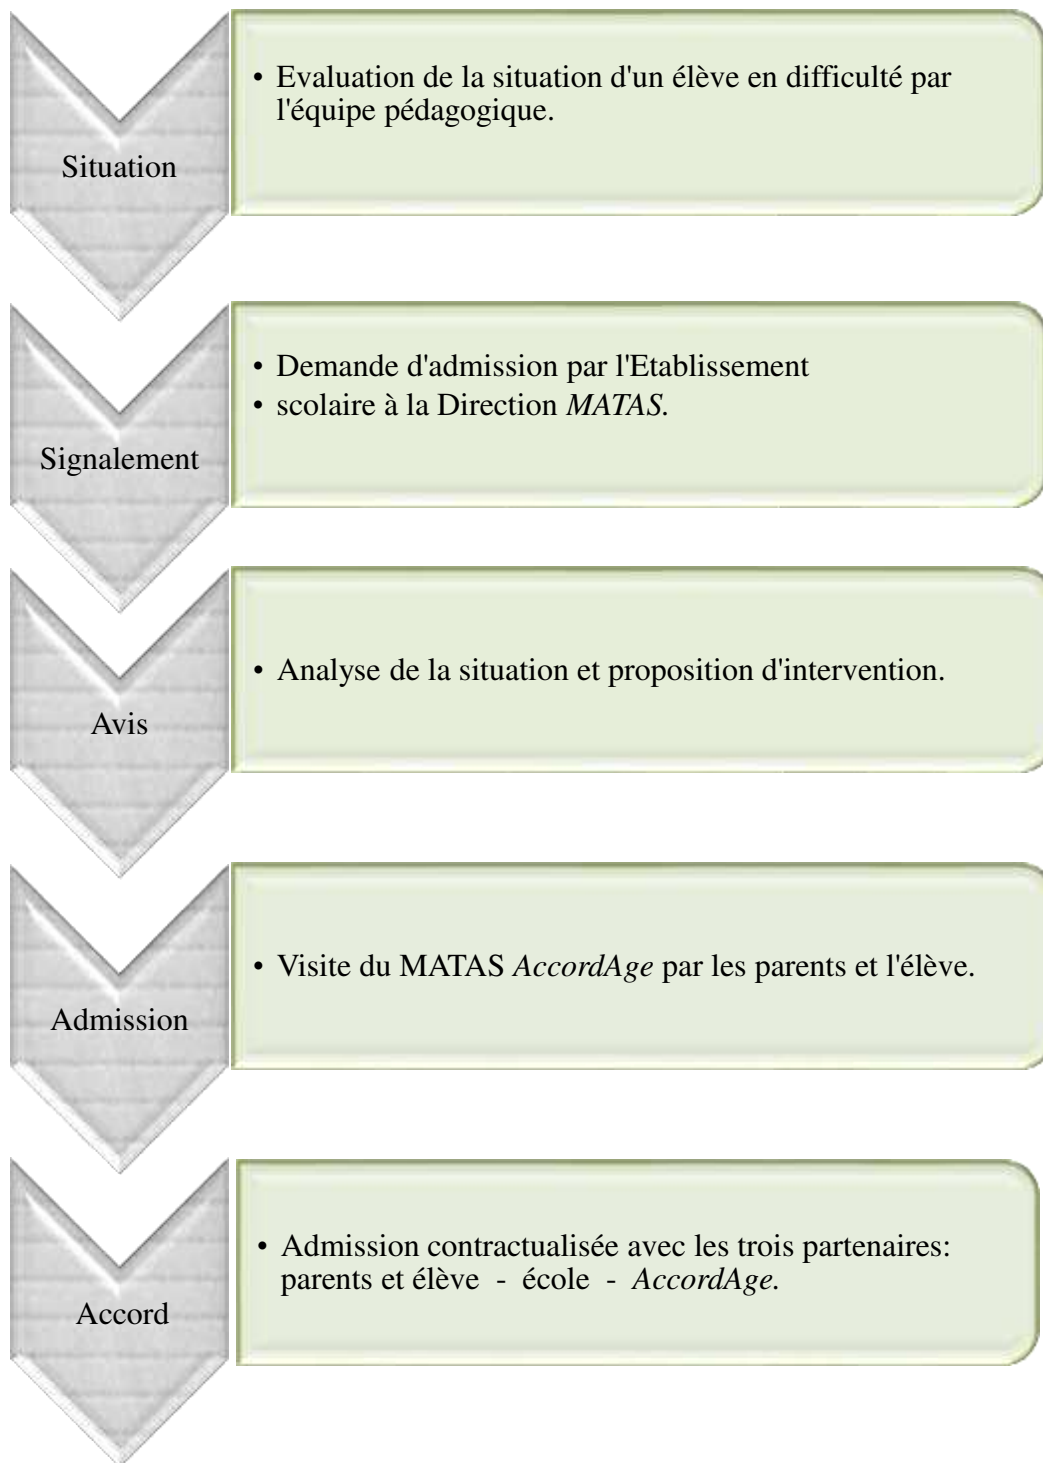 Situation
• Evaluation de la situation d'un élève en difficulté par
l'équipe pédagogique.
Signalement
• Demande d'admission par l'Etablissement
• scolaire à la Direction MATAS.
Avis
• Analyse de la situation et proposition d'intervention.
Admission
• Visite du MATAS AccordAge par les parents et l'élève.
Accord
• Admission contractualisée avec les trois partenaires:
parents et élève - école - AccordAge.